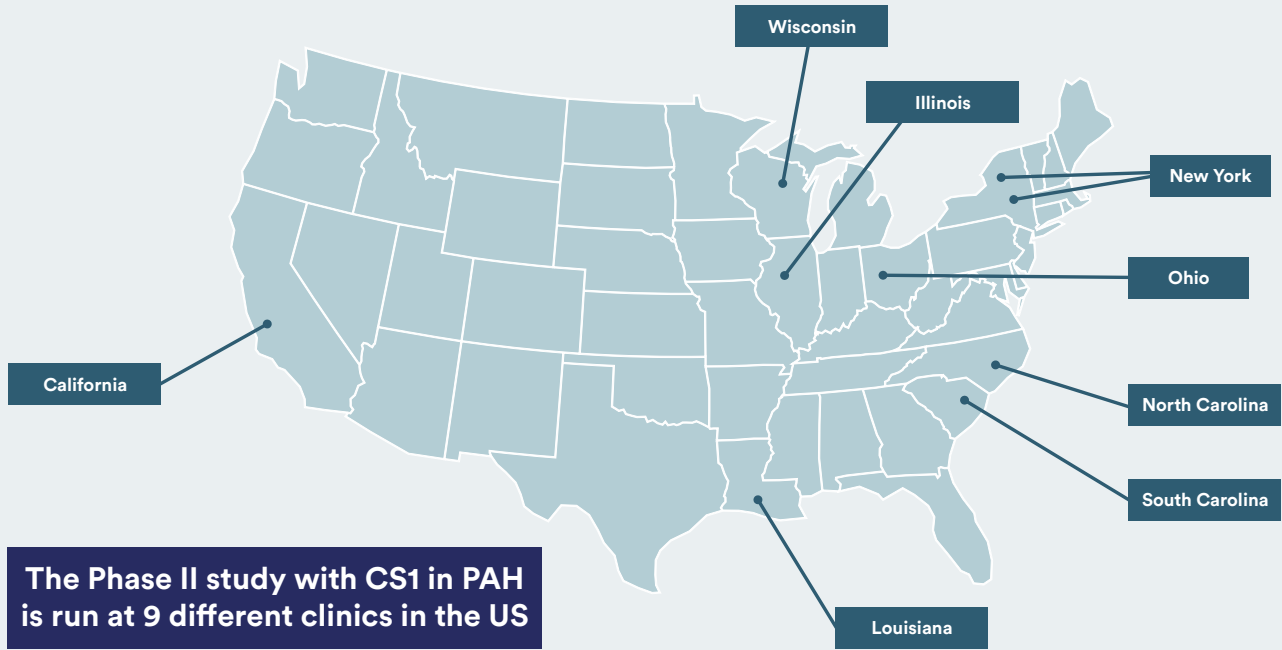 Wisconsin
Illinois
New York
Ohio
California
North Carolina
South Carolina
The Phase II study with CS1 in PAH
is run at 9 different clinics in the US
Louisiana